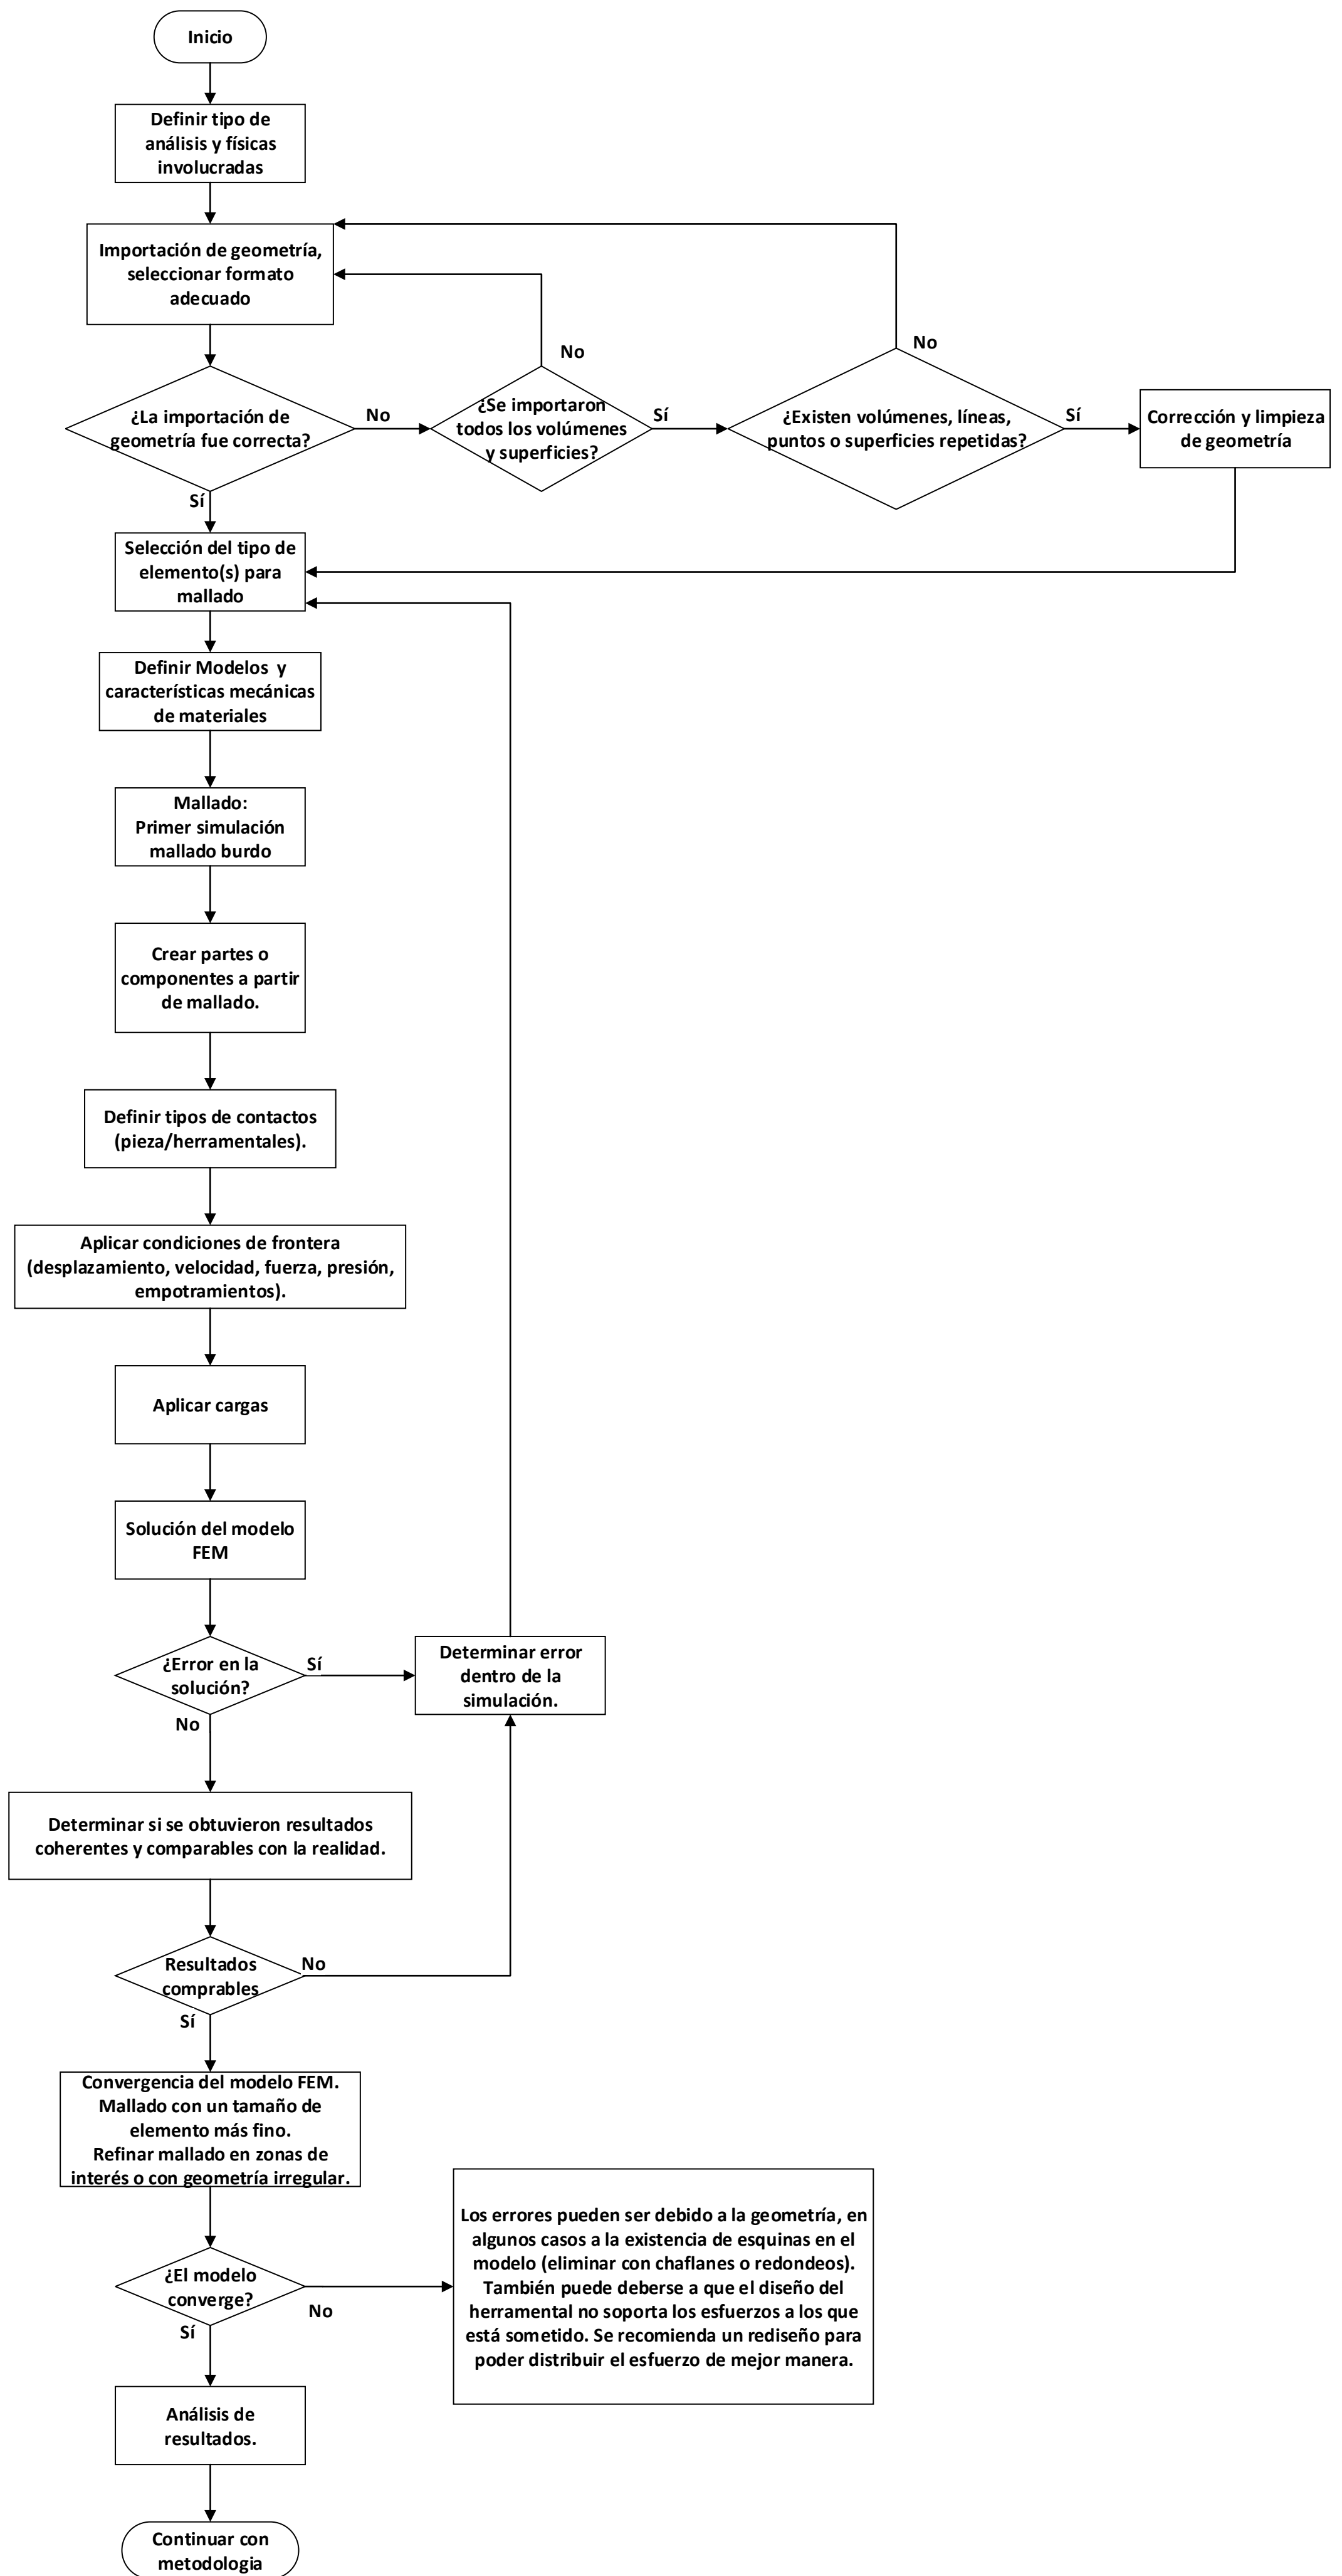 Inicio
Definir tipo de
análisis y físicas
involucradas
Importación de geometría,
seleccionar formato
adecuado
No
No
¿La importación de
geometría fue correcta?
No
¿Se importaron
todos los volúmenes
y superficies?
Sí
¿Existen volúmenes, líneas,
puntos o superficies repetidas?
Sí
Corrección y limpieza
de geometría
Sí
Selección del tipo de
elemento(s) para
mallado
Definir Modelos  y
característícas mecánicas
de materiales
Mallado:
Primer simulación
mallado burdo
Crear partes o
componentes a partir
de mallado.
Definir tipos de contactos
(pieza/herramentales).
Aplicar condiciones de frontera
(desplazamiento, velocidad, fuerza, presión,
empotramientos).
Aplicar cargas
Solución del modelo
FEM
¿Error en la
solución?
Sí
Determinar error
dentro de la
simulación.
No
Determinar si se obtuvieron resultados
coherentes y comparables con la realidad.
Resultados
comprables
No
Sí
Convergencia del modelo FEM.
Mallado con un tamaño de
elemento más fino.
Refinar mallado en zonas de
interés o con geometría irregular.
¿El modelo
converge?
No
Los errores pueden ser debido a la geometría, en
algunos casos a la existencia de esquinas en el
modelo (eliminar con chaflanes o redondeos).
También puede deberse a que el diseño del
herramental no soporta los esfuerzos a los que
está sometido. Se recomienda un rediseño para
poder distribuir el esfuerzo de mejor manera.
Sí
Análisis de
resultados.
Continuar con
metodologia